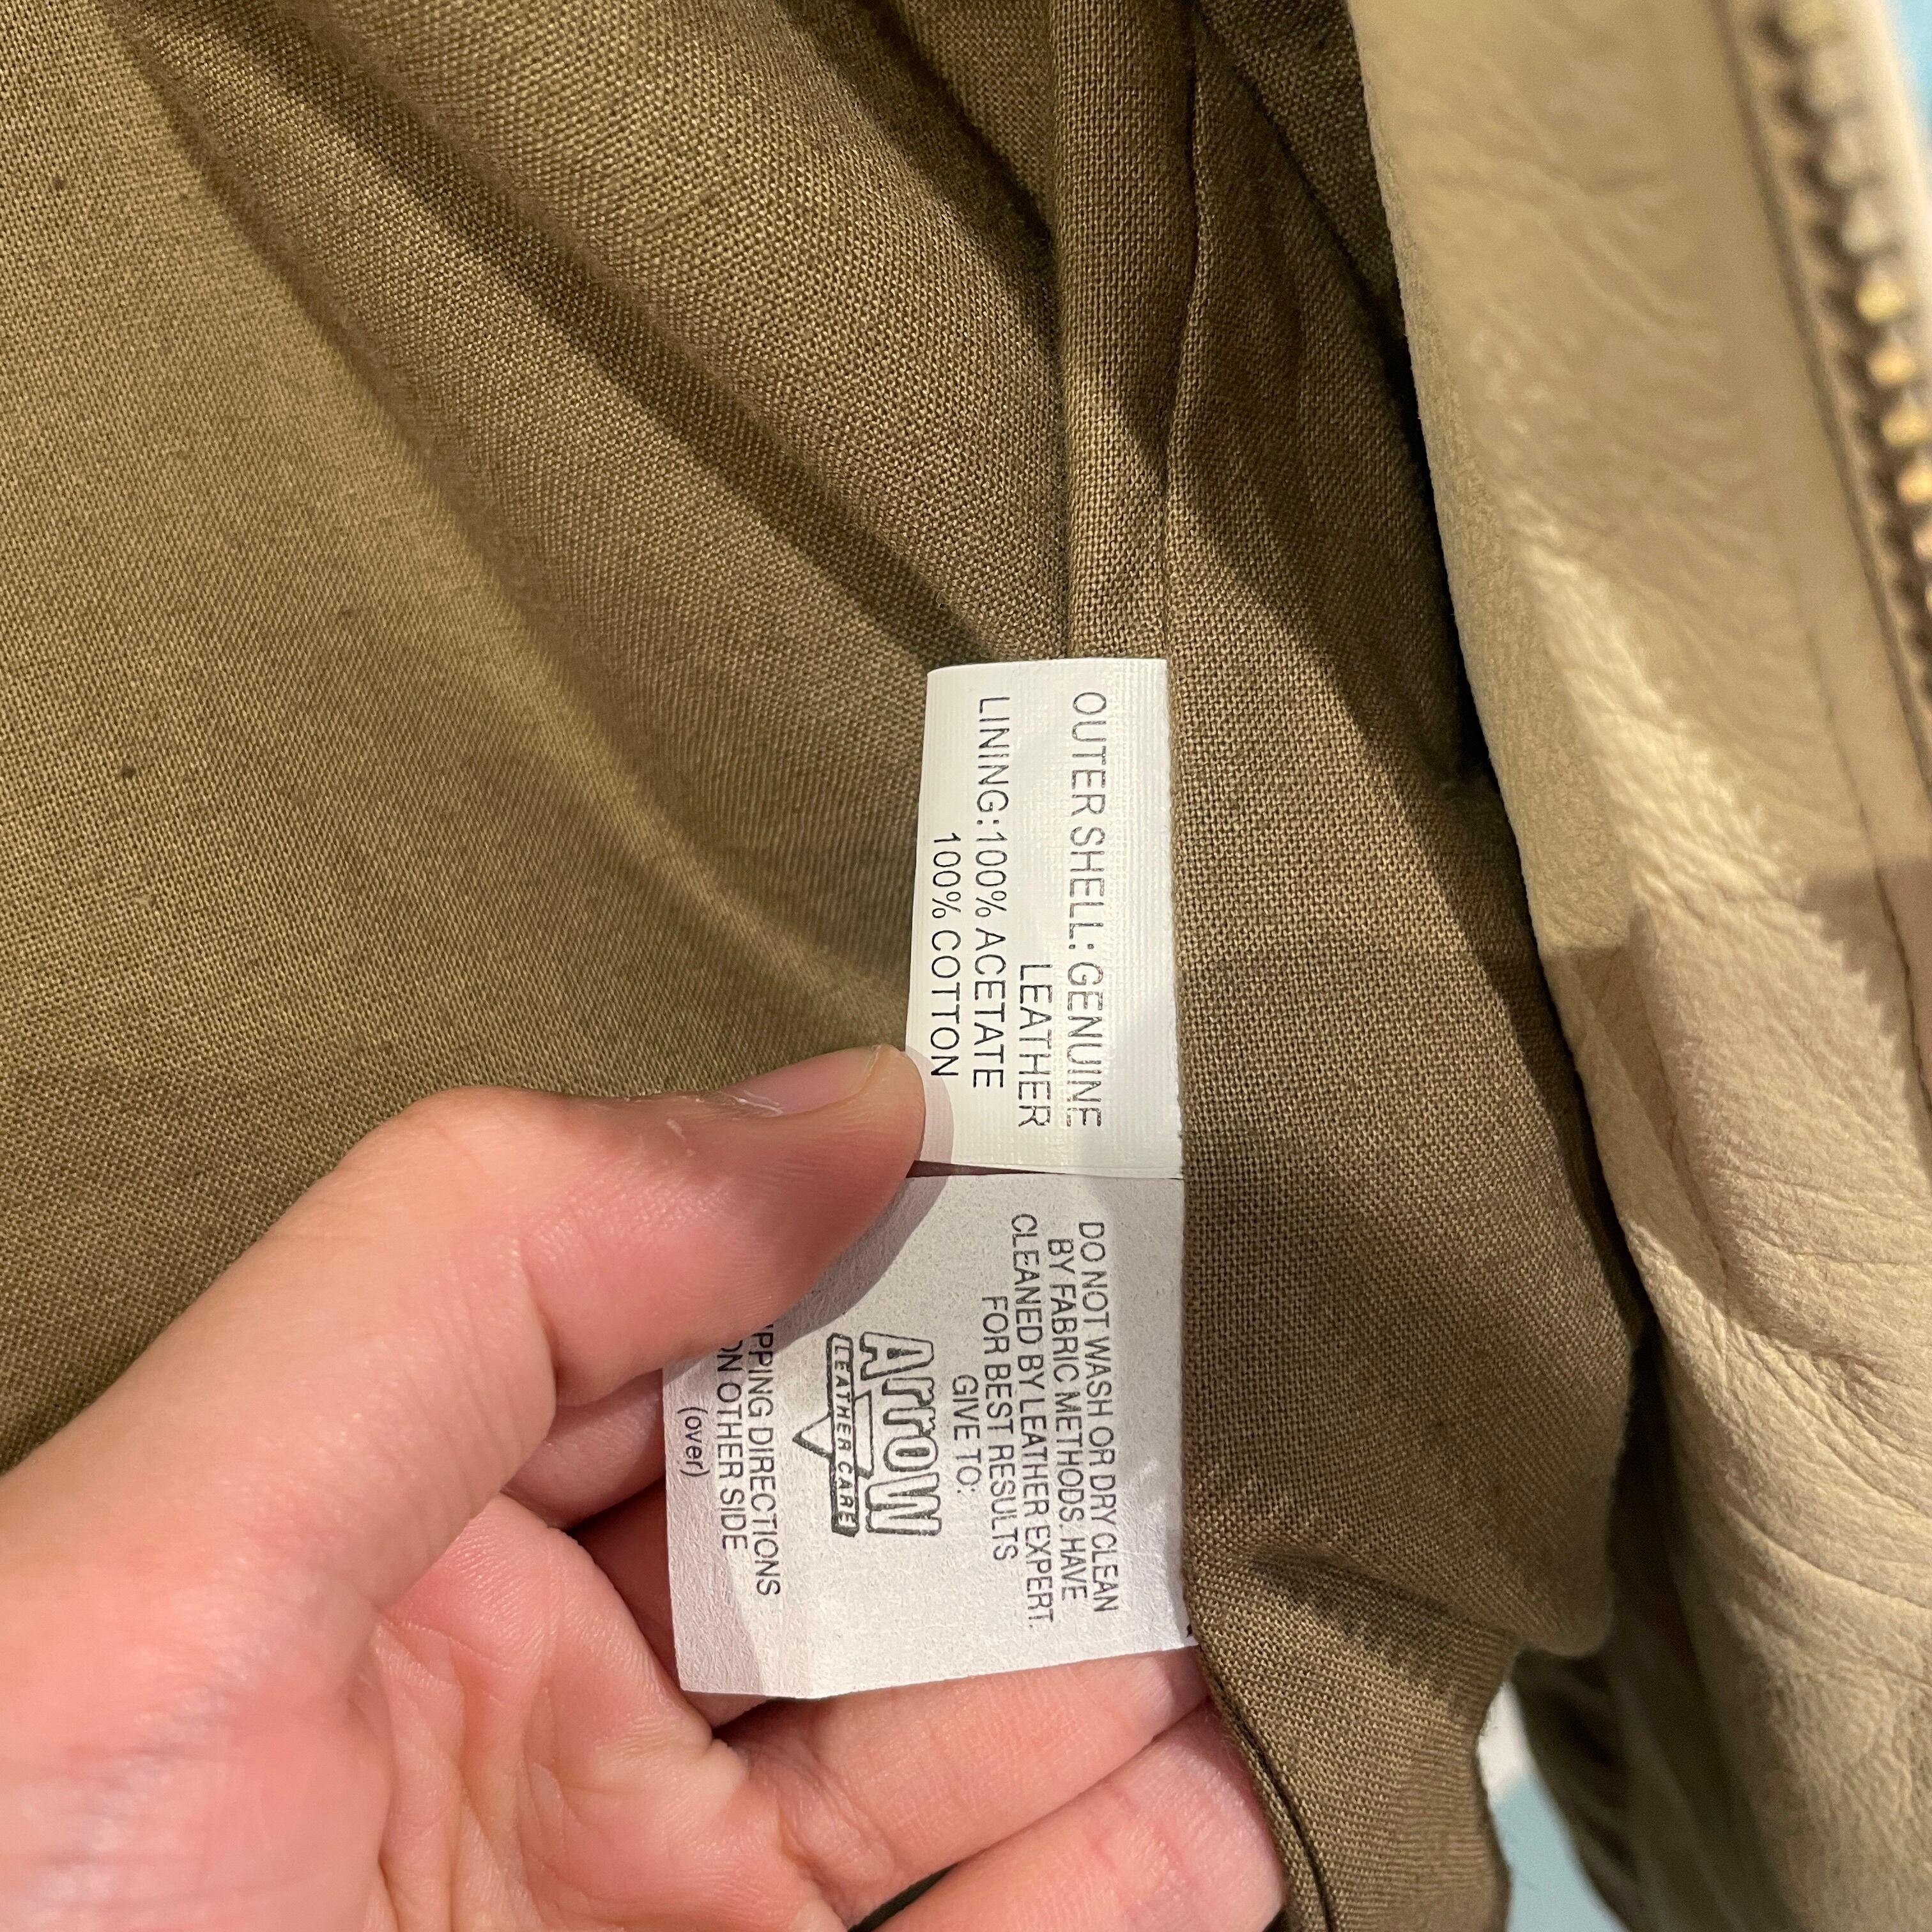 OUTER SHELL: GENUINE
LEATHER
LINING:100% ACETATE
100% COTTON
DO NOT WASH OR DRY CLEAN
BY FABRIC METHODS. HAVE
CLEANED BY LEATHER EXPERT.
FOR BEST RESULTS
GIVE TO:
Arrow
LEATHER CARE
DIRECTIONS
OTHER SIDE
(over)